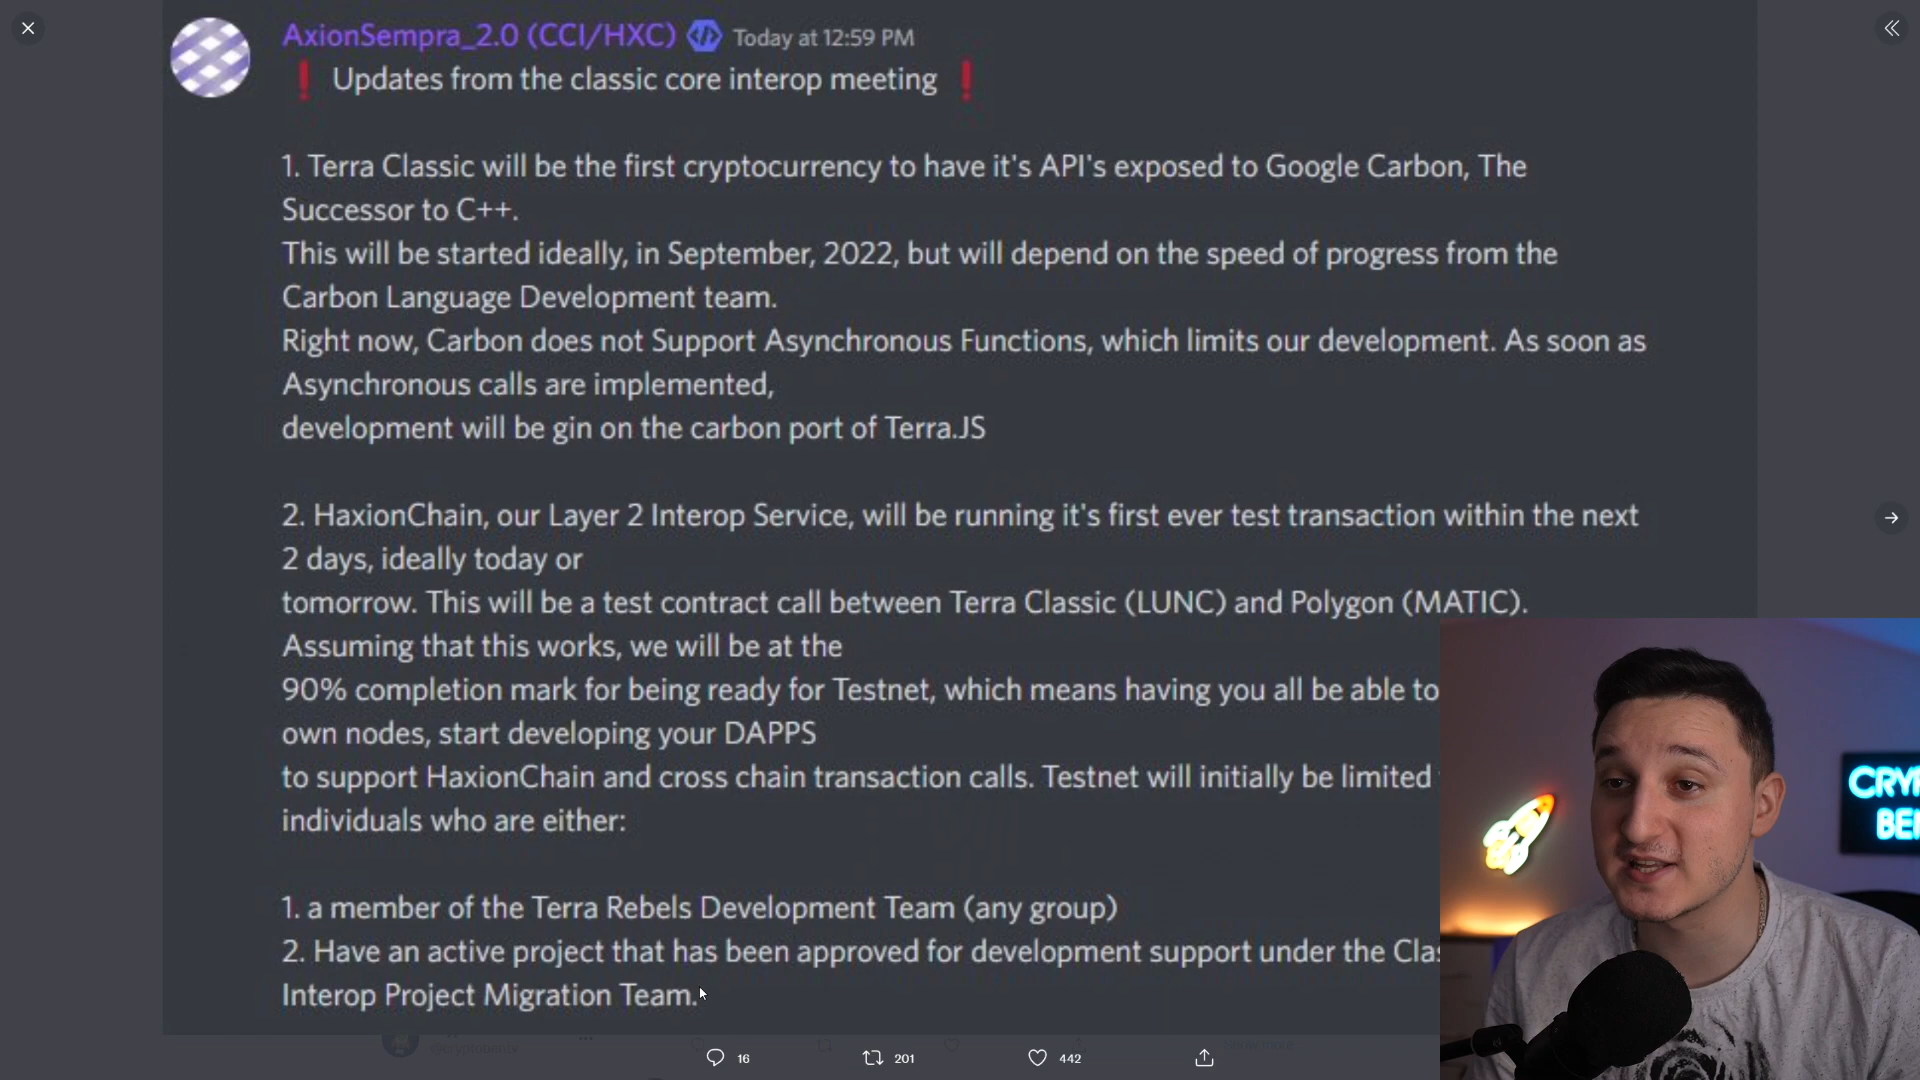 AxionSempra_2.0 (CCI/HXC) Today at 12:59 PM
❗ Updates from the classic core interop meeting ❗
1. Terra Classic will be the first cryptocurrency to have it's API's exposed to Google Carbon, The
Successor to C++.
This will be started ideally, in September, 2022, but will depend on the speed of progress from the
Carbon Language Development team.
Right now, Carbon does not Support Asynchronous Functions, which limits our development. As soon as
Asynchronous calls are implemented,
development will be gin on the carbon port of Terra.JS
2. HaxionChain, our Layer 2 Interop Service, will be running it's first ever test transaction within the next
2 days, ideally today or
tomorrow. This will be a test contract call between Terra Classic (LUNC) and Polygon (MATIC).
Assuming that this works, we will be at the
90% completion mark for being ready for Testnet, which means having you all be able to
own nodes, start developing your DAPPS
to support HaxionChain and cross chain transaction calls. Testnet will initially be limited
individuals who are either:
1. a member of the Terra Rebels Development Team (any group)
2. Have an active project that has been approved for development support under the Clas
Interop Project Migration Team.
CRYP
BEN
16 201 442